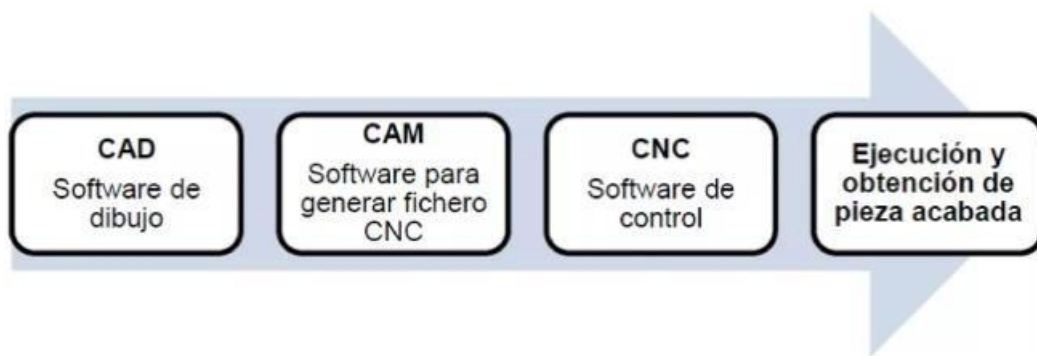 CAD
Software de
dibujo
CAM
Software para
generar fichero
CNC
CNC
Software de
control
Ejecución y
obtención de
pieza acabada